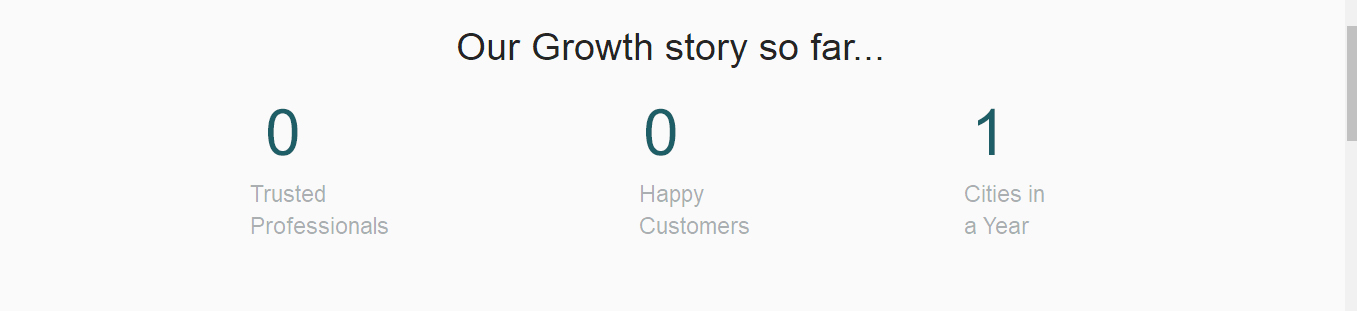 Our Growth story so far...
0
0
1
Trusted
Professionals
Happy
Customers
Cities in
a Year